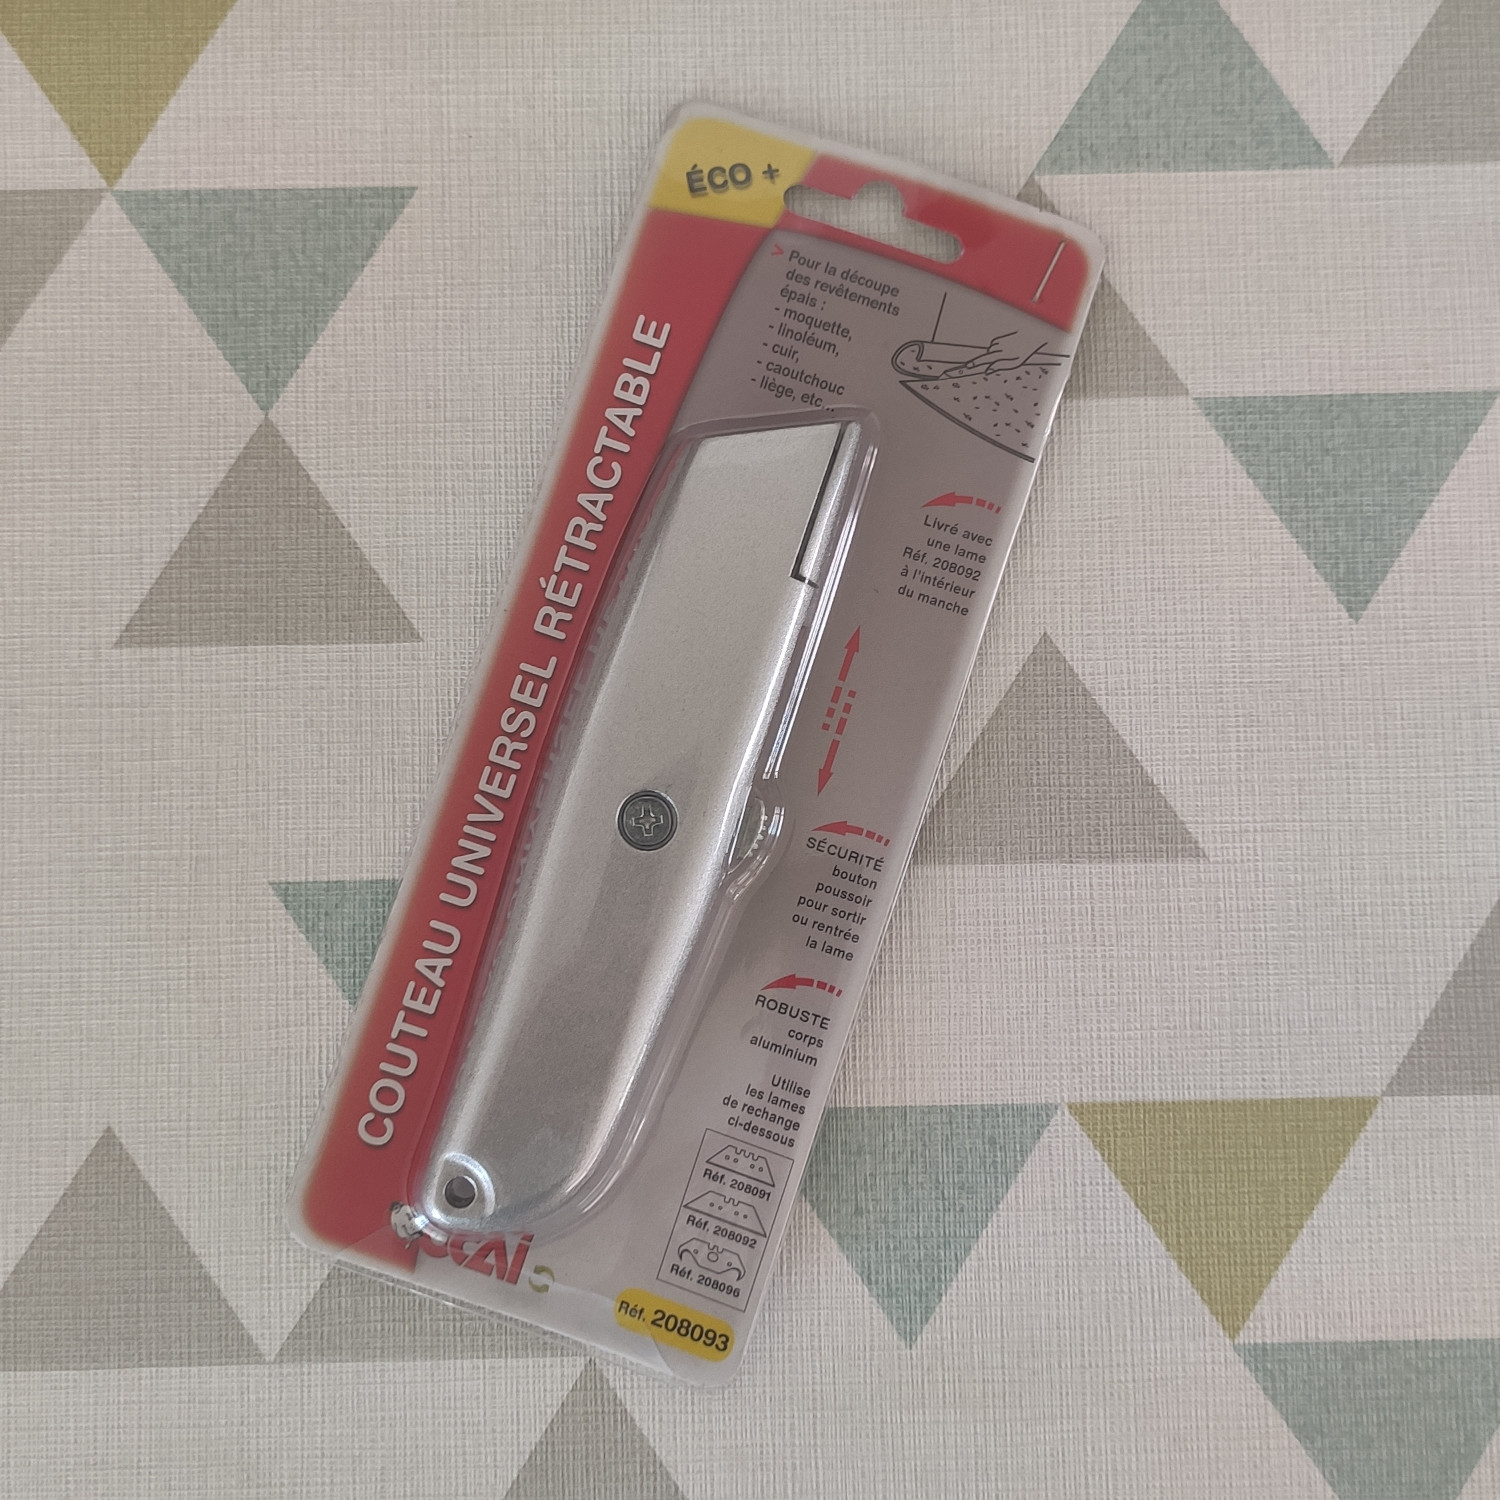 ÉCO +
COUTEAU UNIVERSEL RÉTRACTABLE
> Pour la découpe
des revêtements
épais :
- moquette,
- linoléum,
- cuir,
- caoutchouc
- liège, etc...
Livré avec
une lame
Réf. 208092
à l'intérieur
du manche
SÉCURITÉ
bouton
poussoir
pour sortir
ou rentrée
la lame
ROBUSTE
corps
aluminium
Utilise
les lames
de rechange
ci-dessous
Réf. 208091
Réf. 208092
Réf. 208096
Réf. 208093